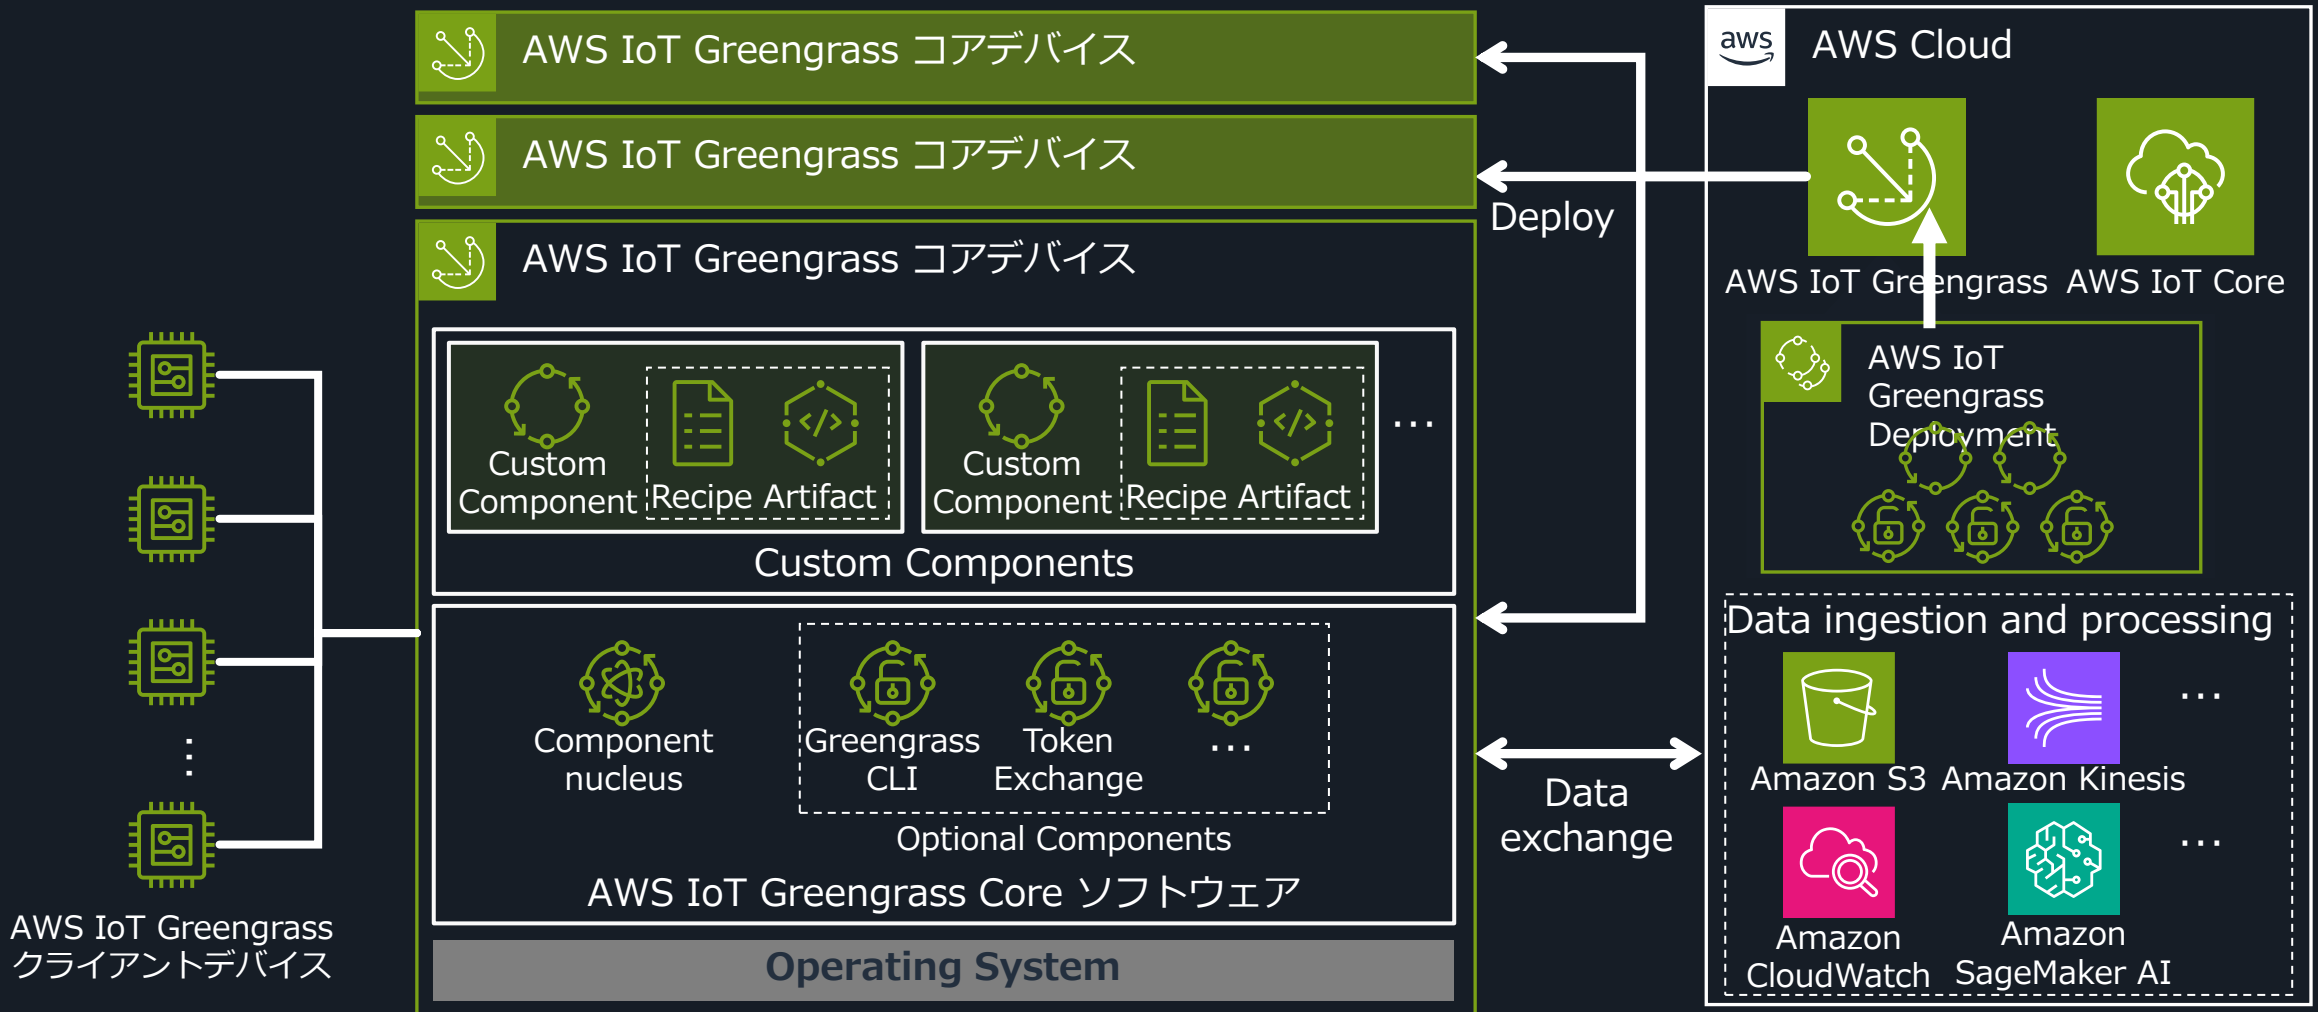 AWS IoT Greengrass コアデバイス
AWS IoT Greengrass コアデバイス
AWS IoT Greengrass コアデバイス
Custom
Component
Recipe Artifact
Custom
Component
Recipe Artifact
...
Custom Components
Component
nucleus
Greengrass
CLI
Token
Exchange
...
Optional Components
AWS IoT Greengrass Core ソフトウェア
Operating System
...
AWS IoT Greengrass
クライアントデバイス
Deploy
Data
exchange
aws
AWS Cloud
AWS IoT Greengrass
AWS IoT Core
AWS IoT
Greengrass
Deployment
Data ingestion and processing
Amazon S3
Amazon Kinesis
...
Amazon
CloudWatch
Amazon
SageMaker AI
...